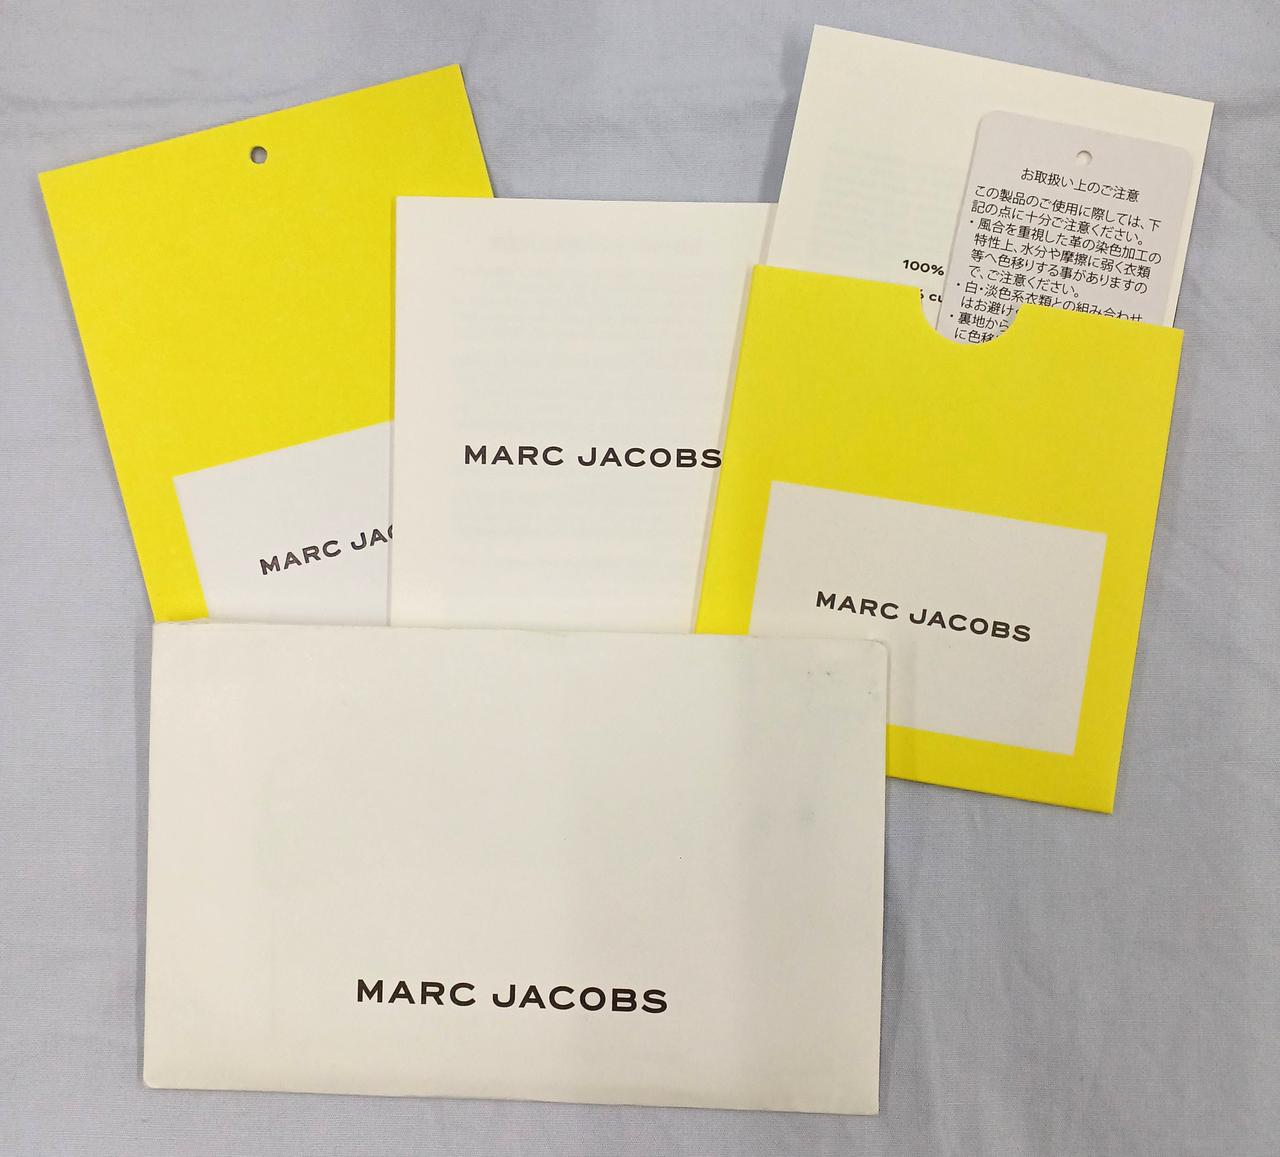 MARC JAC
MARC JACOBS
100%
% cu
お取扱い上のご注意
この製品のご使用に際しては、下
記の点に十分ご注意ください。
・風合を重視した革の染色加工の
特性上、水分や摩擦に弱く衣類
等へ色移りする事がありますの
で、ご注意ください。
・白・淡色系衣類との組み合わせ
はお避け
・裏地から
に色移
MARC JACOBS
MARC JACOBS